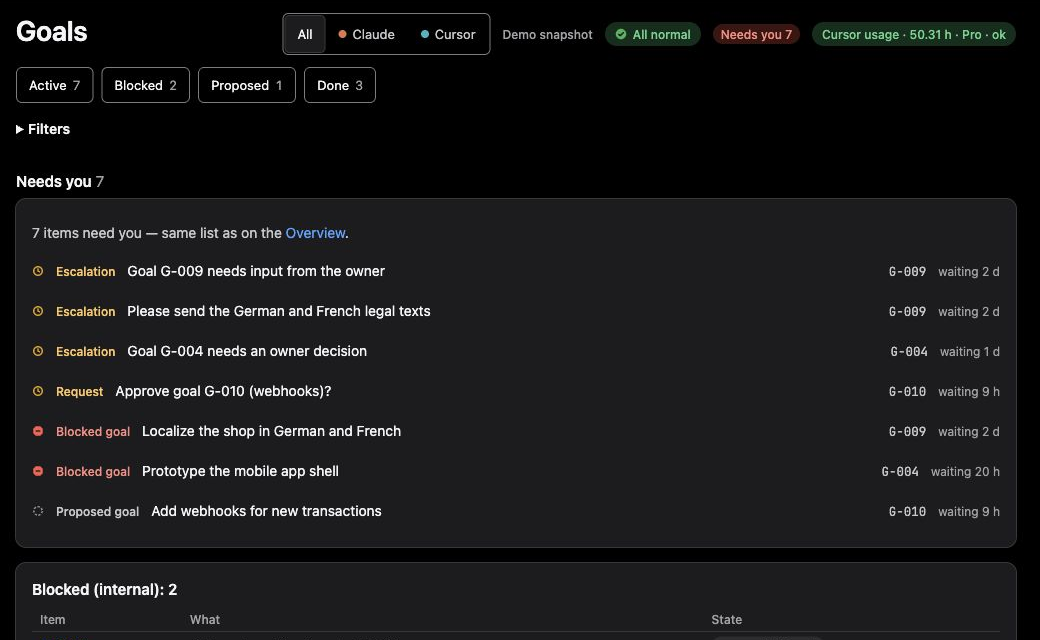 Goals
All Claude Cursor Demo snapshot All normal Needs you 7 Cursor usage · 50.31 h · Pro · ok
Active 7 Blocked 2 Proposed 1 Done 3
Filters
Needs you 7
7 items need you — same list as on the Overview.
Escalation Goal G-009 needs input from the owner G-009 waiting 2 d
Escalation Please send the German and French legal texts G-009 waiting 2 d
Escalation Goal G-004 needs an owner decision G-004 waiting 1 d
Request Approve goal G-010 (webhooks)? G-010 waiting 9 h
Blocked goal Localize the shop in German and French G-009 waiting 2 d
Blocked goal Prototype the mobile app shell G-004 waiting 20 h
Proposed goal Add webhooks for new transactions G-010 waiting 9 h
Blocked (internal): 2
Item What State